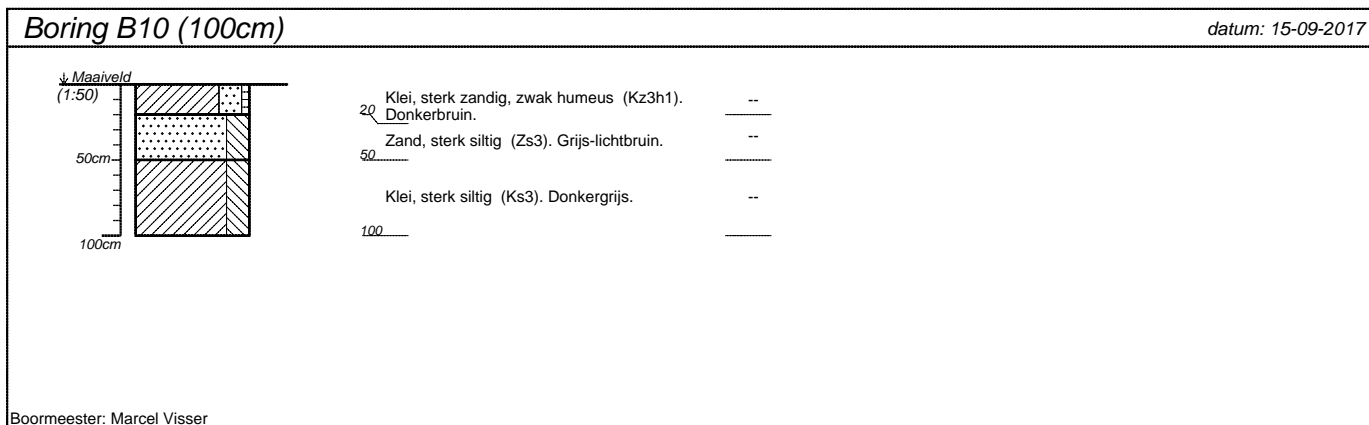 Boring B10 (100cm)
datum: 15-09-2017
Maaiveld
(1:50)
Klei, sterk zandig, zwak humeus (Kz3h1).
--
20
Donkerbruin.
Zand, sterk siltig (Zs3). Grijs-lichtbruin.
--
50cm
50
Klei, sterk siltig (Ks3). Donkergrijs.
--
100
100cm
Boormeester: Marcel Visser